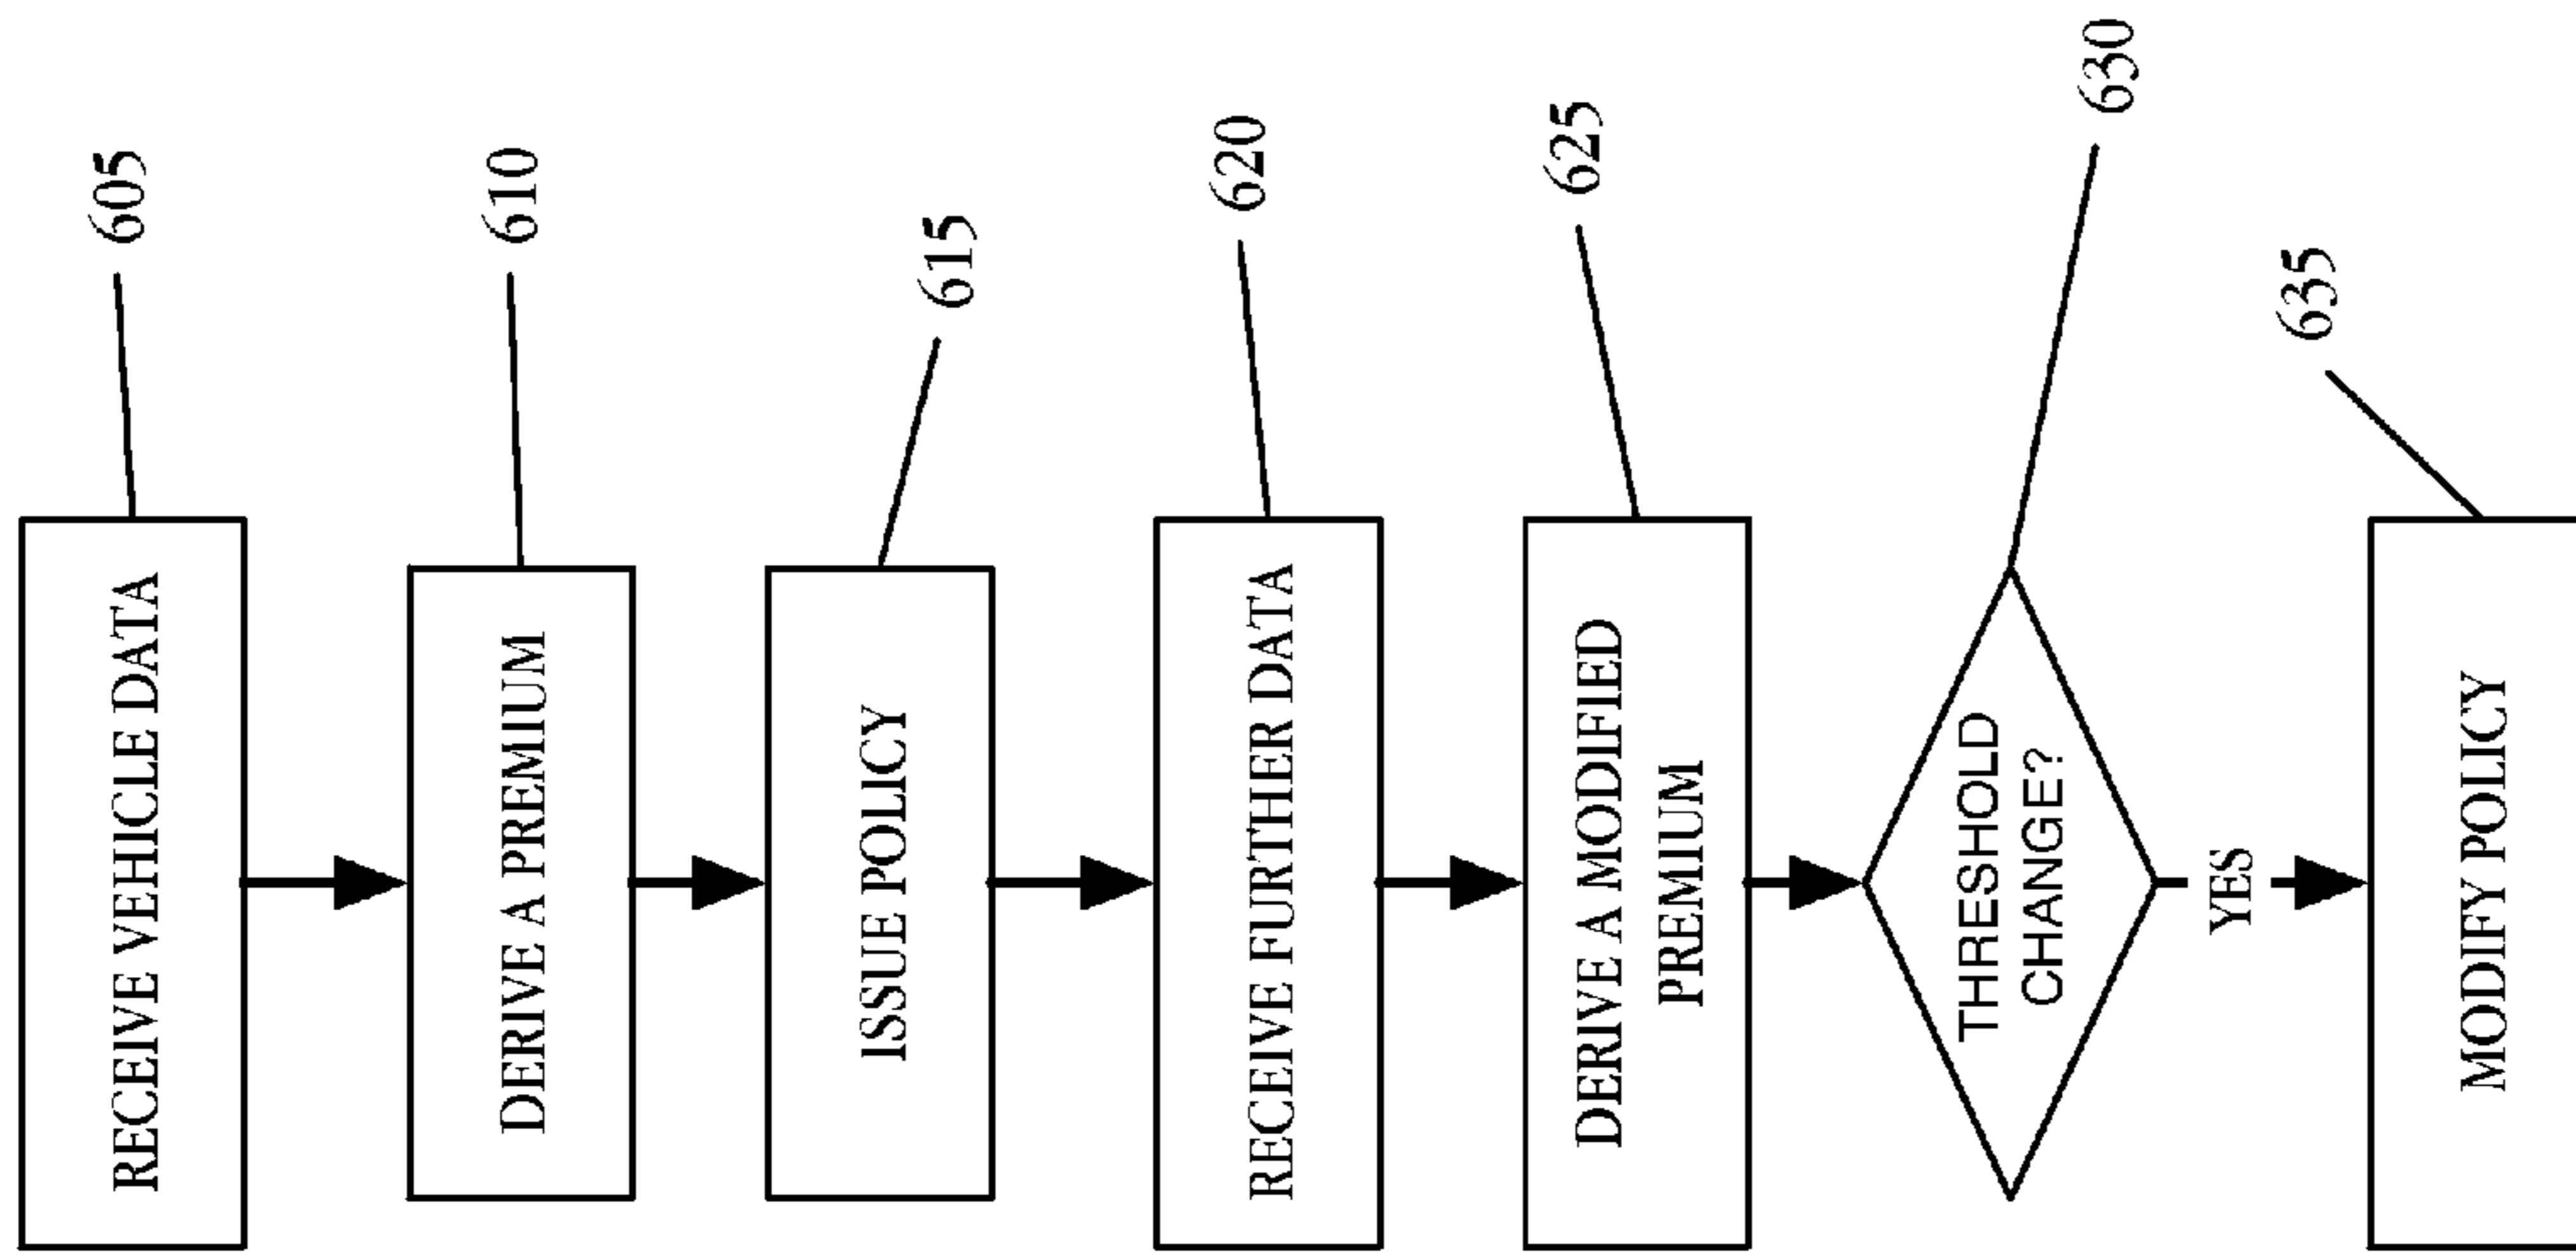 RECEIVE VEHICLE DATA
605
DERIVE A PREMIUM
610
ISSUE POLICY
615
RECEIVE FURTHER DATA
620
DERIVE A MODIFIED
PREMIUM
625
THRESHOLD
CHANGE?
630
YES
MODIFY POLICY
635